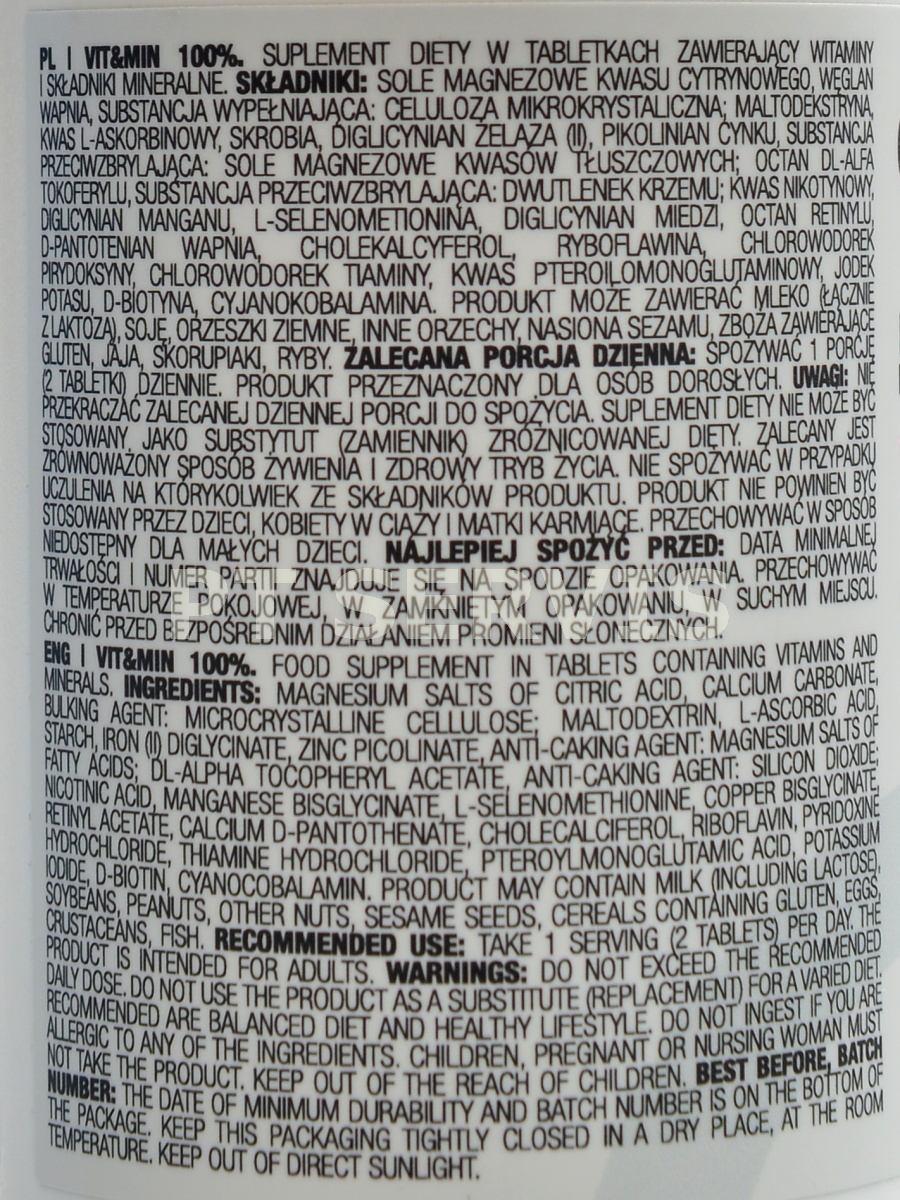 PL | VIT&MIN 100%. SUPLEMENT DIETY W TABLETKACH ZAWIERAJĄCY WITAMINY
I SKŁADNIKI MINERALNE. SKŁADNIKI: SOLE MAGNEZOWE KWASU CYTRYNOWEGO, WĘGLAN
WAPNIA, SUBSTANCJA WYPEŁNIAJĄCA: CELULOZA MIKROKRYSTALICZNA; MALTODEKSTRYNA,
KWAS L-ASKORBINOWY, SKROBIA, DIGLICYNIAN ŻELAZA (II), PIKOLINIAN CYNKU, SUBSTANCJA
PRZECIWZBRYLAJĄCA: SOLE MAGNEZOWE KWASÓW TŁUSZCZOWYCH; OCTAN DL-ALFA
TOKOFERYLU, SUBSTANCJA PRZECIWZBRYLAJĄCA: DWUTLENEK KRZEMU; KWAS NIKOTYNOWY,
DIGLICYNIAN MANGANU, L-SELENOMETIONINA, DIGLICYNIAN MIEDZI, OCTAN RETINYLU,
D-PANTOTENIAN WAPNIA, CHOLEKALCYFEROL, RYBOFLAWINA, CHLOROWODOREK
PIRYDOKSYNY, CHLOROWODOREK TIAMINY, KWAS PTEROILOMONOGLUTAMINOWY, JODEK
POTASU, D-BIOTYNA, CYJANOKOBALAMINA. PRODUKT MOŻE ZAWIERAĆ MLEKO (ŁĄCZNIE
Z LAKTOZĄ), SOJĘ, ORZESZKI ZIEMNE, INNE ORZECHY, NASIONA SEZAMU, ZBOŻA ZAWIERAJĄCE
GLUTEN, JAJA, SKORUPIAKI, RYBY. ZALECANA PORCJA DZIENNA: SPOŻYWAĆ 1 PORCJĘ
(2 TABLETKI) DZIENNIE. PRODUKT PRZEZNACZONY DLA OSÓB DOROSŁYCH. UWAGI: NIE
PRZEKRACZAĆ ZALECANEJ DZIENNEJ PORCJI DO SPOŻYCIA. SUPLEMENT DIETY NIE MOŻE BYĆ
STOSOWANY, JAKO SUBSTYTUT (ZAMIENNIK) ZRÓŻNICOWANEJ DIETY. ZALECANY JEST
ZRÓWNOWAŻONY SPOSÓB ŻYWIENIA I ZDROWY TRYB ŻYCIA. NIE SPOŻYWAĆ W PRZYPADKU
UCZULENIA NA KTÓRYKOLWIEK ZE SKŁADNIKÓW PRODUKTU. PRODUKT NIE POWINIEN BYĆ
STOSOWANY PRZEZ DZIECI, KOBIETY W CIĄŻY I MATKI KARMIĄCE. PRZECHOWYWAĆ W SPOSÓB
NIEDOSTĘPNY DLA MAŁYCH DZIECI. NAJLEPIEJ SPOŻYĆ PRZED: DATA MINIMALNEJ
TRWAŁOŚCI I NUMER PARTII ZNAJDUJE SIĘ NA SPODZIE OPAKOWANIA. PRZECHOWYWAĆ
W TEMPERATURZE POKOJOWEJ, W ZAMKNIĘTYM OPAKOWANIU, W SUCHYM MIEJSCU.
CHRONIĆ PRZED BEZPOŚREDNIM DZIAŁANIEM PROMIENI SŁONECZNYCH.
ENG | VIT&MIN 100%. FOOD SUPPLEMENT IN TABLETS CONTAINING VITAMINS AND
MINERALS. INGREDIENTS: MAGNESIUM SALTS OF CITRIC ACID, CALCIUM CARBONATE,
BULKING AGENT: MICROCRYSTALLINE CELLULOSE; MALTODEXTRIN, L-ASCORBIC ACID,
STARCH, IRON (II) DIGLYCINATE, ZINC PICOLINATE, ANTI-CAKING AGENT: MAGNESIUM SALTS OF
FATTY ACIDS; DL-ALPHA TOCOPHERYL ACETATE, ANTI-CAKING AGENT: SILICON DIOXIDE;
NICOTINIC ACID, MANGANESE BISGLYCINATE, L-SELENOMETHIONINE, COPPER BISGLYCINATE,
RETINYL ACETATE, CALCIUM D-PANTOTHENATE, CHOLECALCIFEROL, RIBOFLAVIN, PYRIDOXINE
HYDROCHLORIDE, THIAMINE HYDROCHLORIDE, PTEROYLMONOGLUTAMIC ACID, POTASSIUM
IODIDE, D-BIOTIN, CYANOCOBALAMIN. PRODUCT MAY CONTAIN MILK (INCLUDING LACTOSE),
SOYBEANS, PEANUTS, OTHER NUTS, SESAME SEEDS, CEREALS CONTAINING GLUTEN, EGGS,
CRUSTACEANS, FISH. RECOMMENDED USE: TAKE 1 SERVING (2 TABLETS) PER DAY. THE
PRODUCT IS INTENDED FOR ADULTS. WARNINGS: DO NOT EXCEED THE RECOMMENDED
DAILY DOSE. DO NOT USE THE PRODUCT AS A SUBSTITUTE (REPLACEMENT) FOR A VARIED DIET.
RECOMMENDED ARE BALANCED DIET AND HEALTHY LIFESTYLE. DO NOT INGEST IF YOU ARE
ALLERGIC TO ANY OF THE INGREDIENTS. CHILDREN, PREGNANT OR NURSING WOMAN MUST
NOT TAKE THE PRODUCT. KEEP OUT OF THE REACH OF CHILDREN. BEST BEFORE, BATCH
NUMBER: THE DATE OF MINIMUM DURABILITY AND BATCH NUMBER IS ON THE BOTTOM OF
THE PACKAGE. KEEP THIS PACKAGING TIGHTLY CLOSED IN A DRY PLACE, AT THE ROOM
TEMPERATURE. KEEP OUT OF DIRECT SUNLIGHT.